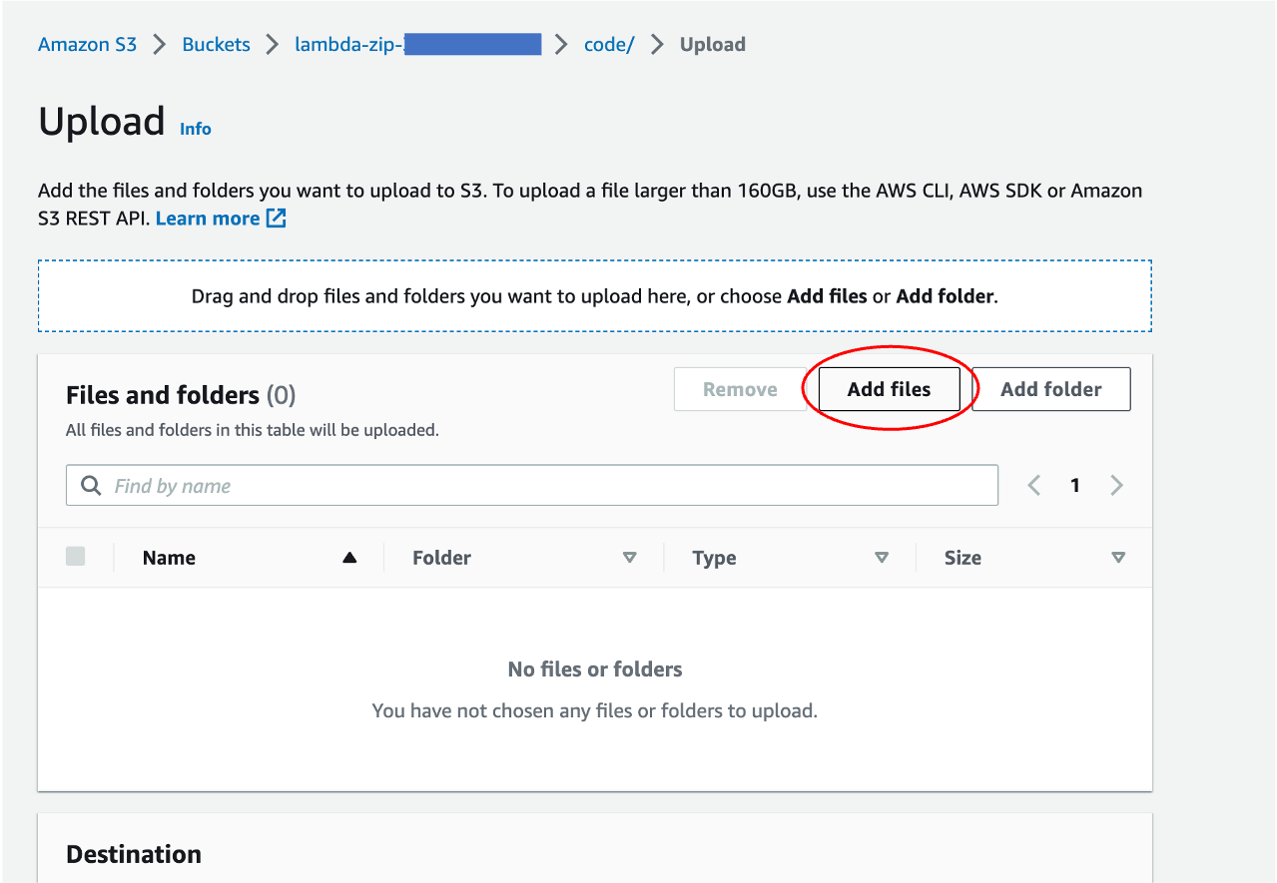 Amazon S3 > Buckets > lambda-zip- > code/ > Upload
Upload Info
Add the files and folders you want to upload to S3. To upload a file larger than 160GB, use the AWS CLI, AWS SDK or Amazon
S3 REST API. Learn more
Drag and drop files and folders you want to upload here, or choose Add files or Add folder.
Files and folders (0)
Remove Add files Add folder
All files and folders in this table will be uploaded.
Find by name
1
Name Folder Type Size
No files or folders
You have not chosen any files or folders to upload.
Destination